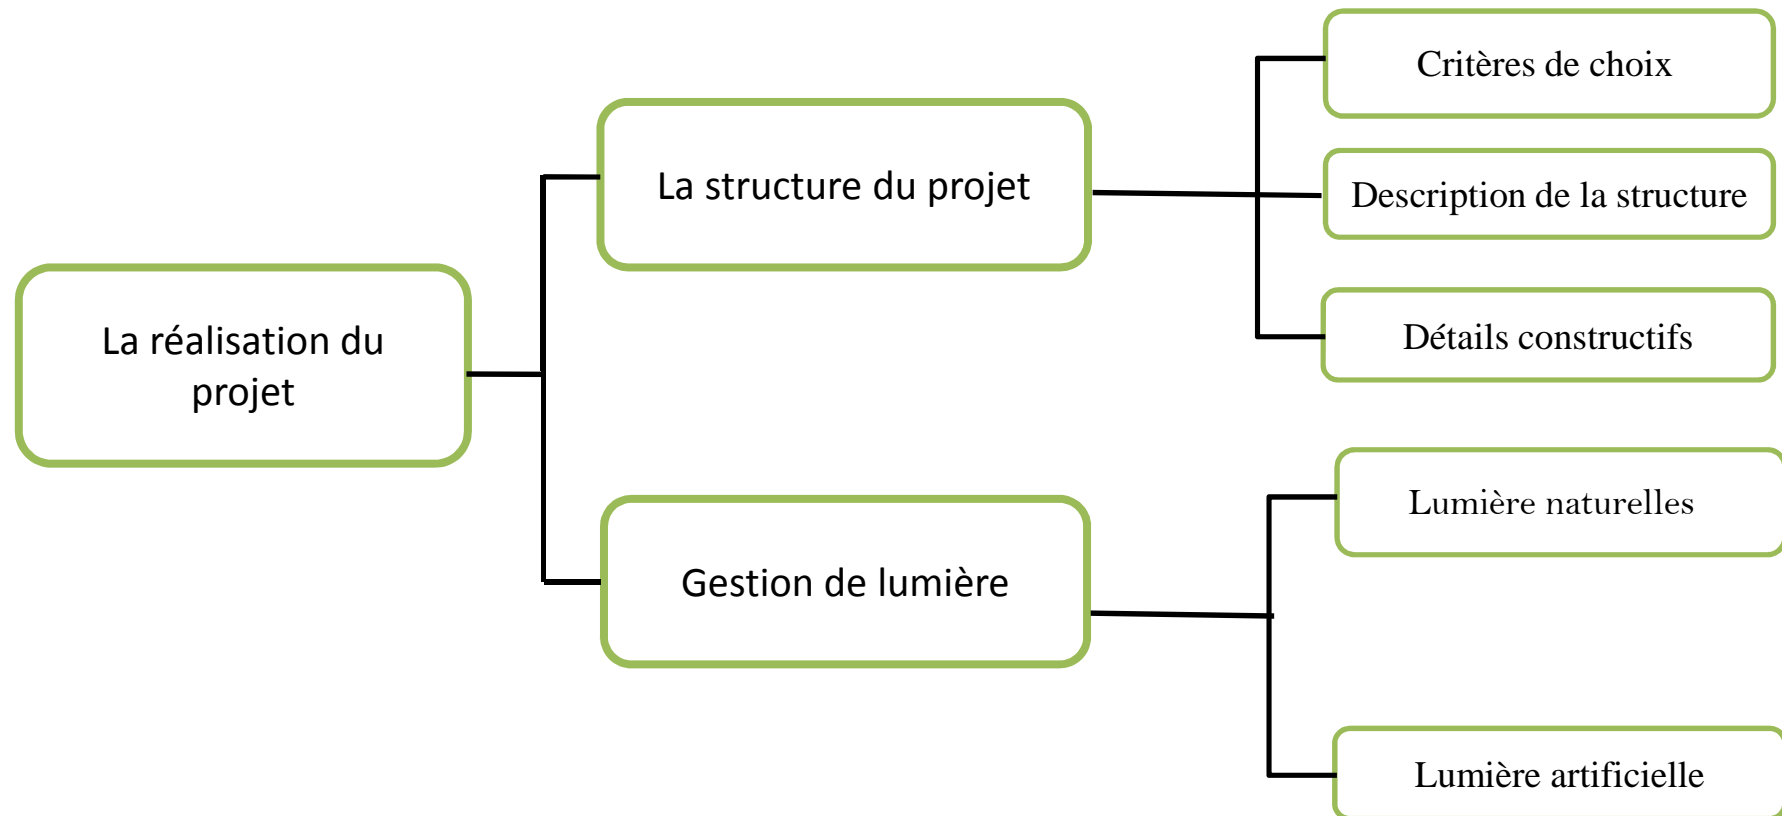 La réalisation du
projet
La structure du projet
Critères de choix
Description de la structure
Détails constructifs
Gestion de lumière
Lumière naturelles
Lumière artificielle